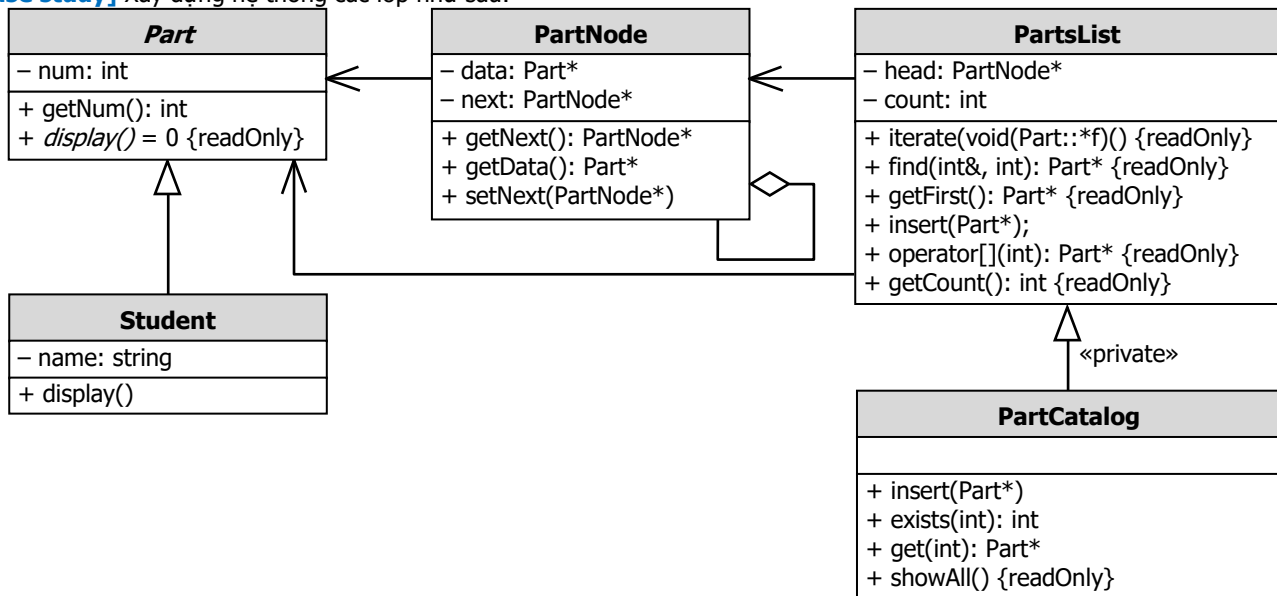 study] Xây dựng hệ thống các lớp như sau:
Part
– num: int
+ getNum(): int
+ display() = 0 {readOnly}
PartNode
– data: Part*
– next: PartNode*
+ getNext(): PartNode*
+ getData(): Part*
+ setNext(PartNode*)
PartsList
– head: PartNode*
– count: int
+ iterate(void(Part::*f)() {readOnly}
+ find(int&, int): Part* {readOnly}
+ getFirst(): Part* {readOnly}
+ insert(Part*);
+ operator[](int): Part* {readOnly}
+ getCount(): int {readOnly}
Student
– name: string
+ display()
«private»
PartCatalog
+ insert(Part*)
+ exists(int): int
+ get(int): Part*
+ showAll() {readOnly}